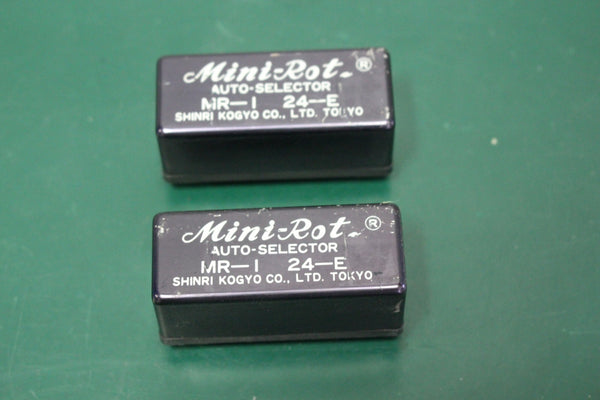 Mini-Rot. ®
AUTO-SELECTOR
MR-1 24-E
SHINRI KOGYO CO., LTD. TOKYO
Mini-Rot. ®
AUTO-SELECTOR
MR-1 24-E
SHINRI KOGYO CO., LTD. TOKYO